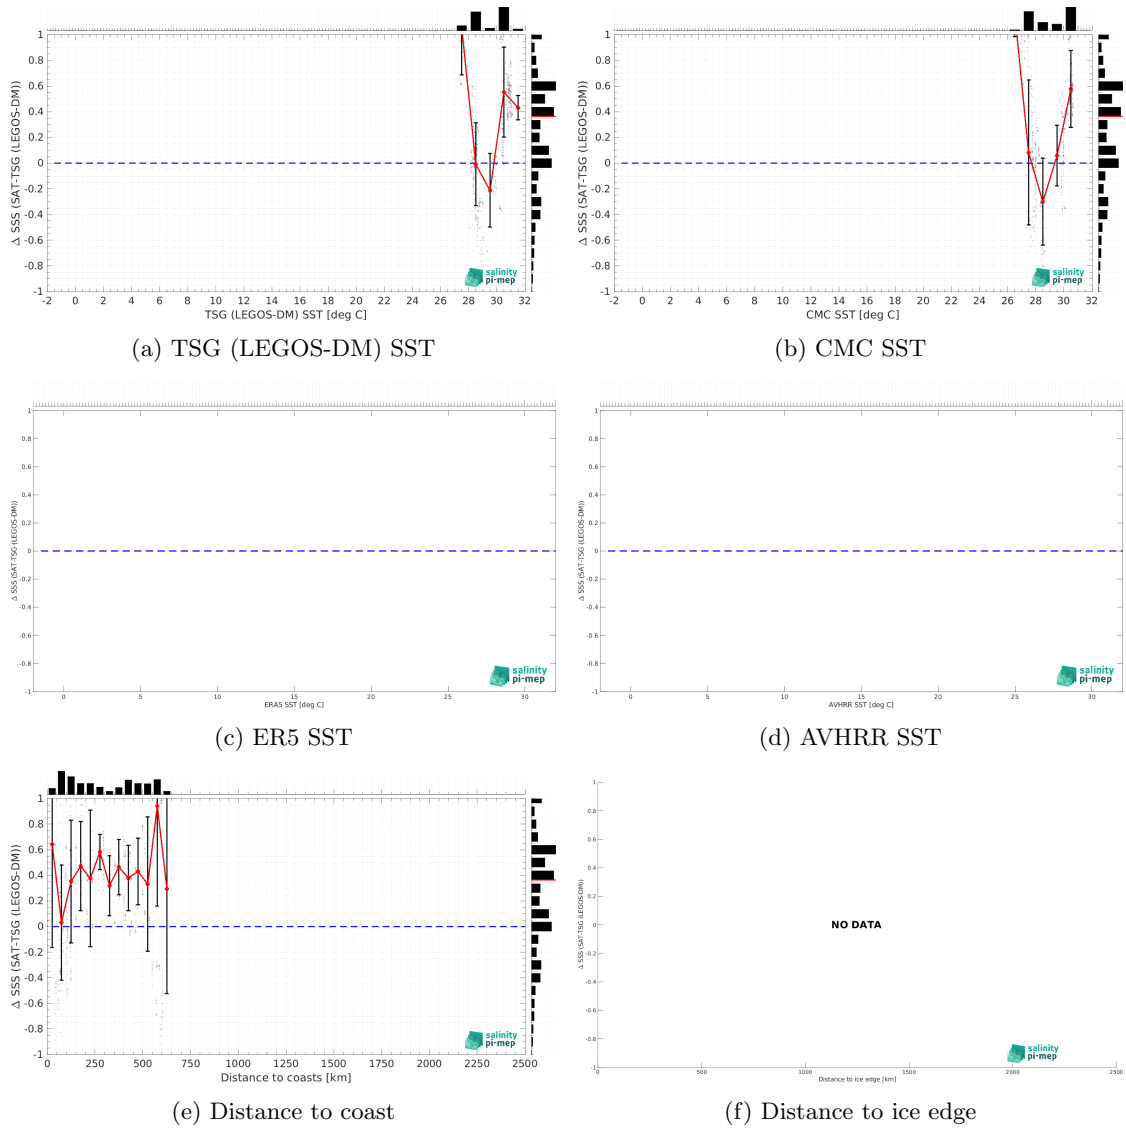 1
0.8
0.6
0.4
0.2
0
-0.2
-0.4
-0.6
-0.8
-1
Δ SSS (SAT-TSG (LEGOS-DM))
-2 0 2 4 6 8 10 12 14 16 18 20 22 24 26 28 30 32
TSG (LEGOS-DM) SST [deg C]
salinity
pi-mep
(a) TSG (LEGOS-DM) SST
1
0.8
0.6
0.4
0.2
0
-0.2
-0.4
-0.6
-0.8
-1
Δ SSS (SAT-TSG (LEGOS-DM))
-2 0 2 4 6 8 10 12 14 16 18 20 22 24 26 28 30 32
CMC SST [deg C]
salinity
pi-mep
(b) CMC SST
1
0.8
0.6
0.4
0.2
0
-0.2
-0.4
-0.6
-0.8
-1
Δ SSS (SAT-TSG (LEGOS-DM))
0 5 10 15 20 25 30
ERA5 SST [deg C]
salinity
pi-mep
(c) ER5 SST
1
0.8
0.6
0.4
0.2
0
-0.2
-0.4
-0.6
-0.8
-1
Δ SSS (SAT-TSG (LEGOS-DM))
0 5 10 15 20 25 30
AVHRR SST [deg C]
salinity
pi-mep
(d) AVHRR SST
1
0.8
0.6
0.4
0.2
0
-0.2
-0.4
-0.6
-0.8
-1
Δ SSS (SAT-TSG (LEGOS-DM))
0 250 500 750 1000 1250 1500 1750 2000 2250 2500
Distance to coasts [km]
salinity
pi-mep
(e) Distance to coast
1
0.8
0.6
0.4
0.2
0
-0.2
-0.4
-0.6
-0.8
-1
Δ SSS (SAT-TSG (LEGOS-DM))
NO DATA
0 500 1000 1500 2000 2500
Distance to ice edge [km]
salinity
pi-mep
(f) Distance to ice edge